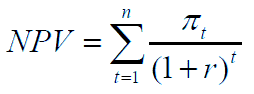 NPV = \sum_{t=1}^{n} \frac{\pi_t}{(1+r)^t}